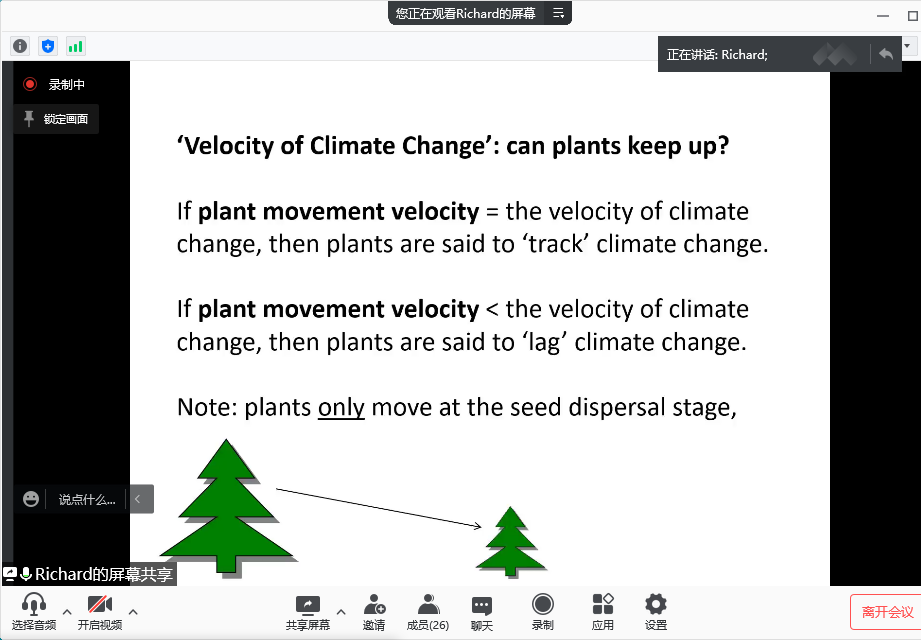 您正在观看Richard的屏幕
正在讲话: Richard;
录制中
锁定画面
‘Velocity of Climate Change’: can plants keep up?
If plant movement velocity = the velocity of climate
change, then plants are said to ‘track’ climate change.
If plant movement velocity < the velocity of climate
change, then plants are said to ‘lag’ climate change.
Note: plants only move at the seed dispersal stage,
说点什么...
Richard的屏幕共享
选择音频
开启视频
共享屏幕
邀请
成员(26)
聊天
录制
应用
设置
离开会议